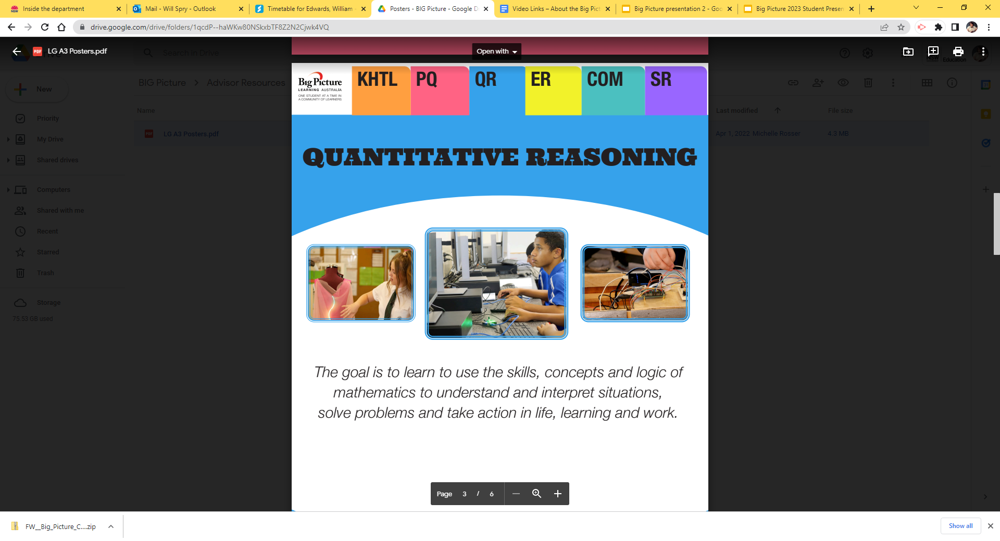 Inside the department
Mail - Will Spry - Outlook
Timetable for Edwards, William
Posters - BIG Picture - Google D
Video Links – About the Big Pict
Big Picture presentation 2 - Goo
Big Picture 2023 Student Presen
drive.google.com/drive/folders/1qcdP--haWKw80NSkxbTF8Z2N2Cjwk4VQ
PDF
LG A3 Posters.pdf
Search in Drive
Open with
Education
New
BIG Picture
Advisor Resources
Name
Last modified
File size
PDF
LG A3 Posters.pdf
Apr 1, 2022 Michelle Rosser
4.3 MB
Priority
My Drive
Shared drives
Computers
Shared with me
Recent
Starred
Trash
Storage
75.53 GB used
Big Picture
LEARNING AUSTRALIA
ONE STUDENT AT A TIME IN
A COMMUNITY OF LEARNERS
KHTL
PQ
QR
ER
COM
SR
QUANTITATIVE REASONING
The goal is to learn to use the skills, concepts and logic of
mathematics to understand and interpret situations,
solve problems and take action in life, learning and work.
Page 3 / 6
FW__Big_Picture_C....zip
Show all